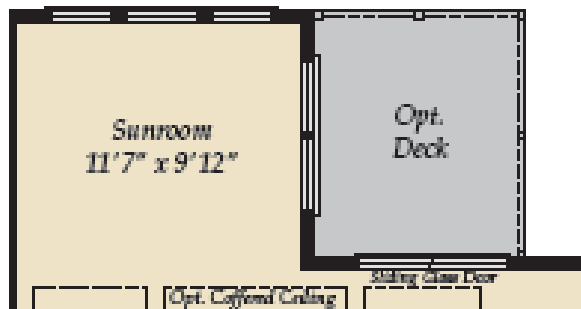 Sunroom
11'7" x 9'12"
Opt.
Deck
Sliding Glass Door
Opt. Coffered Ceiling